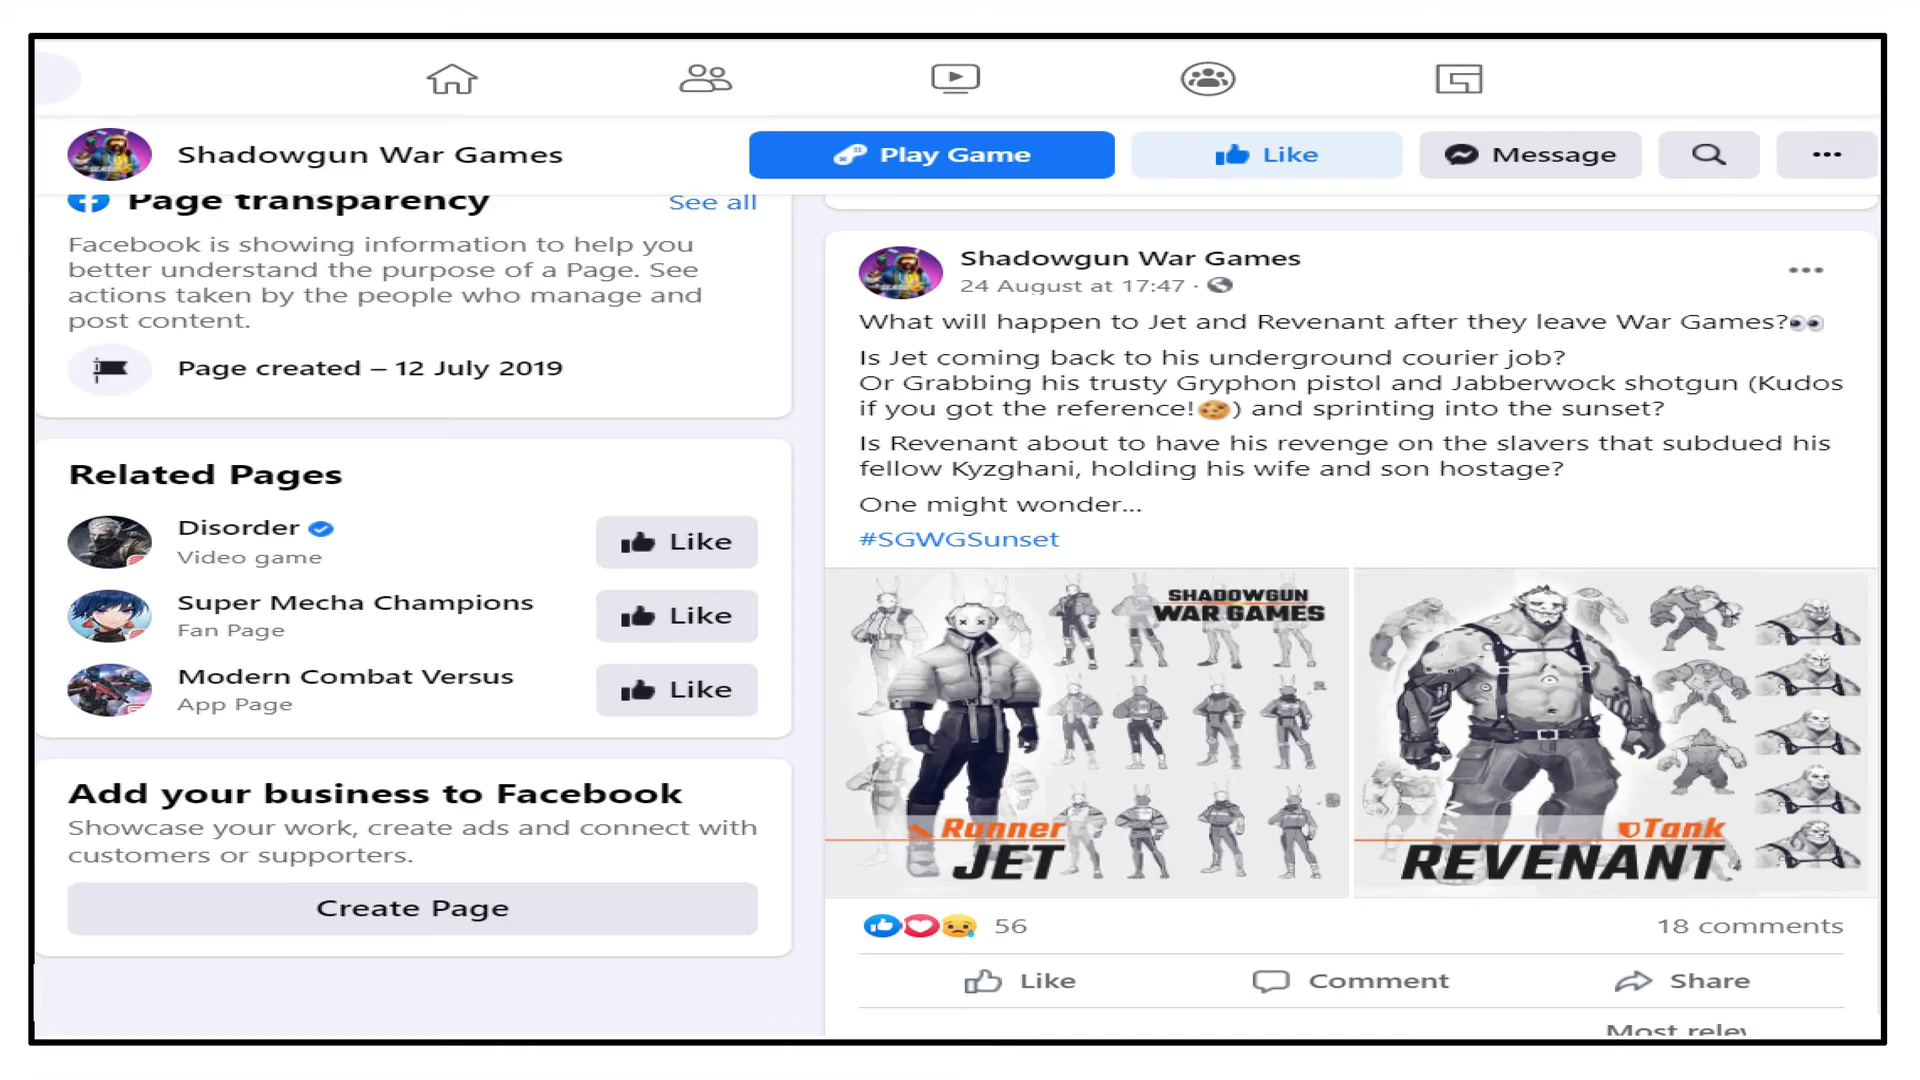 Shadowgun War Games
Play Game
Like
Message
Page transparency
See all
Facebook is showing information to help you
better understand the purpose of a Page. See
actions taken by the people who manage and
post content.
Page created – 12 July 2019
Related Pages
Disorder
Video game
Like
Super Mecha Champions
Fan Page
Like
Modern Combat Versus
App Page
Like
Add your business to Facebook
Showcase your work, create ads and connect with
customers or supporters.
Create Page
Shadowgun War Games
24 August at 17:47 ·
What will happen to Jet and Revenant after they leave War Games?👀
Is Jet coming back to his underground courier job?
Or Grabbing his trusty Gryphon pistol and Jabberwock shotgun (Kudos
if you got the reference!🍪) and sprinting into the sunset?
Is Revenant about to have his revenge on the slavers that subdued his
fellow Kyzghani, holding his wife and son hostage?
One might wonder...
#SGWGSunset
SHADOWGUN
WAR GAMES
Runner
JET
Tank
REVENANT
56
18 comments
Like
Comment
Share
Most